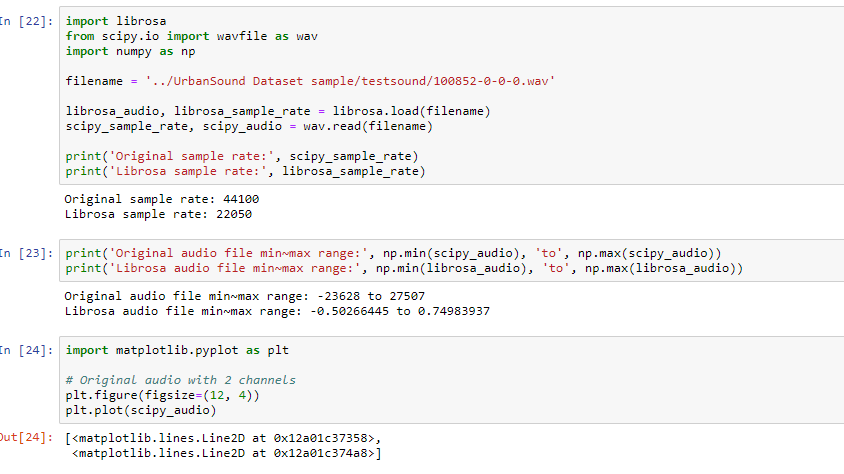 In [22]:
import librosa
from scipy.io import wavfile as wav
import numpy as np
filename = '../UrbanSound Dataset sample/testsound/100852-0-0-0.wav'
librosa_audio, librosa_sample_rate = librosa.load(filename)
scipy_sample_rate, scipy_audio = wav.read(filename)
print('Original sample rate:', scipy_sample_rate)
print('Librosa sample rate:', librosa_sample_rate)
Original sample rate: 44100
Librosa sample rate: 22050
In [23]:
print('Original audio file min~max range:', np.min(scipy_audio), 'to', np.max(scipy_audio))
print('Librosa audio file min~max range:', np.min(librosa_audio), 'to', np.max(librosa_audio))
Original audio file min~max range: -23628 to 27507
Librosa audio file min~max range: -0.50266445 to 0.74983937
In [24]:
import matplotlib.pyplot as plt
# Original audio with 2 channels
plt.figure(figsize=(12, 4))
plt.plot(scipy_audio)
Out[24]:
[<matplotlib.lines.Line2D at 0x12a01c37358>,
<matplotlib.lines.Line2D at 0x12a01c374a8>]